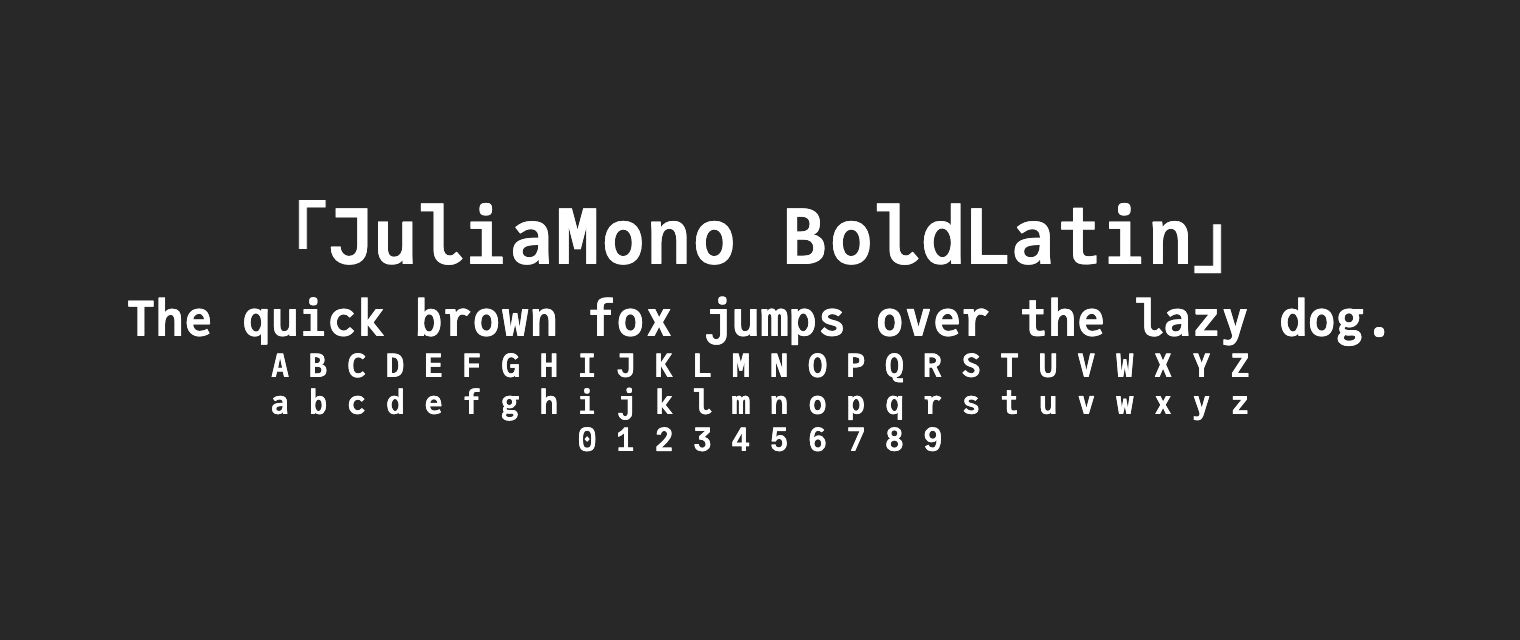 「JuliaMono BoldLatin」
The quick brown fox jumps over the lazy dog.
A B C D E F G H I J K L M N O P Q R S T U V W X Y Z
a b c d e f g h i j k l m n o p q r s t u v w x y z
0 1 2 3 4 5 6 7 8 9